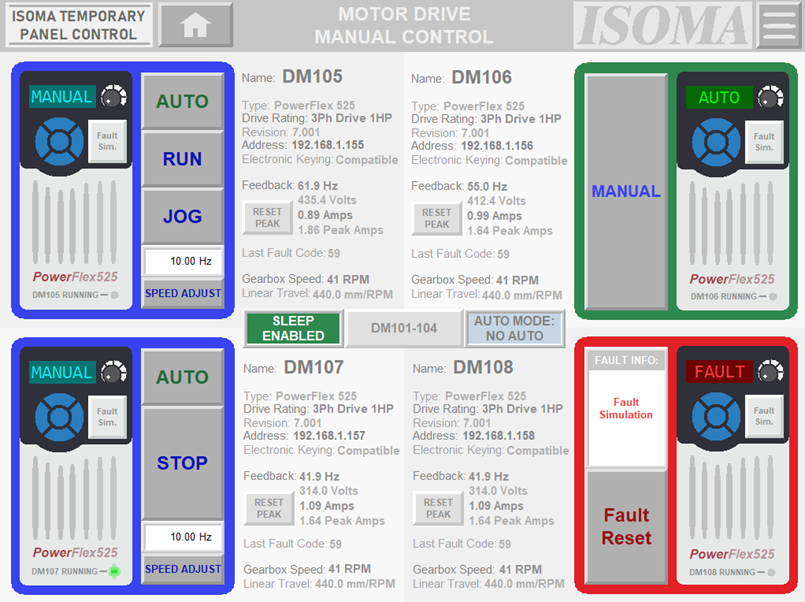 ISOMA TEMPORARY
PANEL CONTROL
MOTOR DRIVE
MANUAL CONTROL
ISOMA
MANUAL
Fault
Sim.
PowerFlex525
DM105 RUNNING
AUTO
RUN
JOG
10.00 Hz
SPEED ADJUST
Name: DM105
Type: PowerFlex 525
Drive Rating: 3Ph Drive 1HP
Revision: 7.001
Address: 192.168.1.155
Electronic Keying: Compatible
Feedback: 61.9 Hz
435.4 Volts
0.89 Amps
1.86 Peak Amps
RESET
PEAK
Last Fault Code: 59
Gearbox Speed: 41 RPM
Linear Travel: 440.0 mm/RPM
Name: DM106
Type: PowerFlex 525
Drive Rating: 3Ph Drive 1HP
Revision: 7.001
Address: 192.168.1.156
Electronic Keying: Compatible
Feedback: 55.0 Hz
412.4 Volts
0.99 Amps
1.64 Peak Amps
RESET
PEAK
Last Fault Code: 59
Gearbox Speed: 41 RPM
Linear Travel: 440.0 mm/RPM
MANUAL
AUTO
Fault
Sim.
PowerFlex525
DM106 RUNNING
SLEEP
ENABLED
DM101-104
AUTO MODE:
NO AUTO
MANUAL
Fault
Sim.
PowerFlex525
DM107 RUNNING
AUTO
STOP
10.00 Hz
SPEED ADJUST
Name: DM107
Type: PowerFlex 525
Drive Rating: 3Ph Drive 1HP
Revision: 7.001
Address: 192.168.1.157
Electronic Keying: Compatible
Feedback: 41.9 Hz
314.0 Volts
1.09 Amps
1.64 Peak Amps
RESET
PEAK
Last Fault Code: 59
Gearbox Speed: 41 RPM
Linear Travel: 440.0 mm/RPM
Name: DM108
Type: PowerFlex 525
Drive Rating: 3Ph Drive 1HP
Revision: 7.001
Address: 192.168.1.158
Electronic Keying: Compatible
Feedback: 41.9 Hz
314.0 Volts
1.09 Amps
1.64 Peak Amps
RESET
PEAK
Last Fault Code: 59
Gearbox Speed: 41 RPM
Linear Travel: 440.0 mm/RPM
FAULT INFO:
Fault
Simulation
Fault
Reset
FAULT
Fault
Sim.
PowerFlex525
DM108 RUNNING